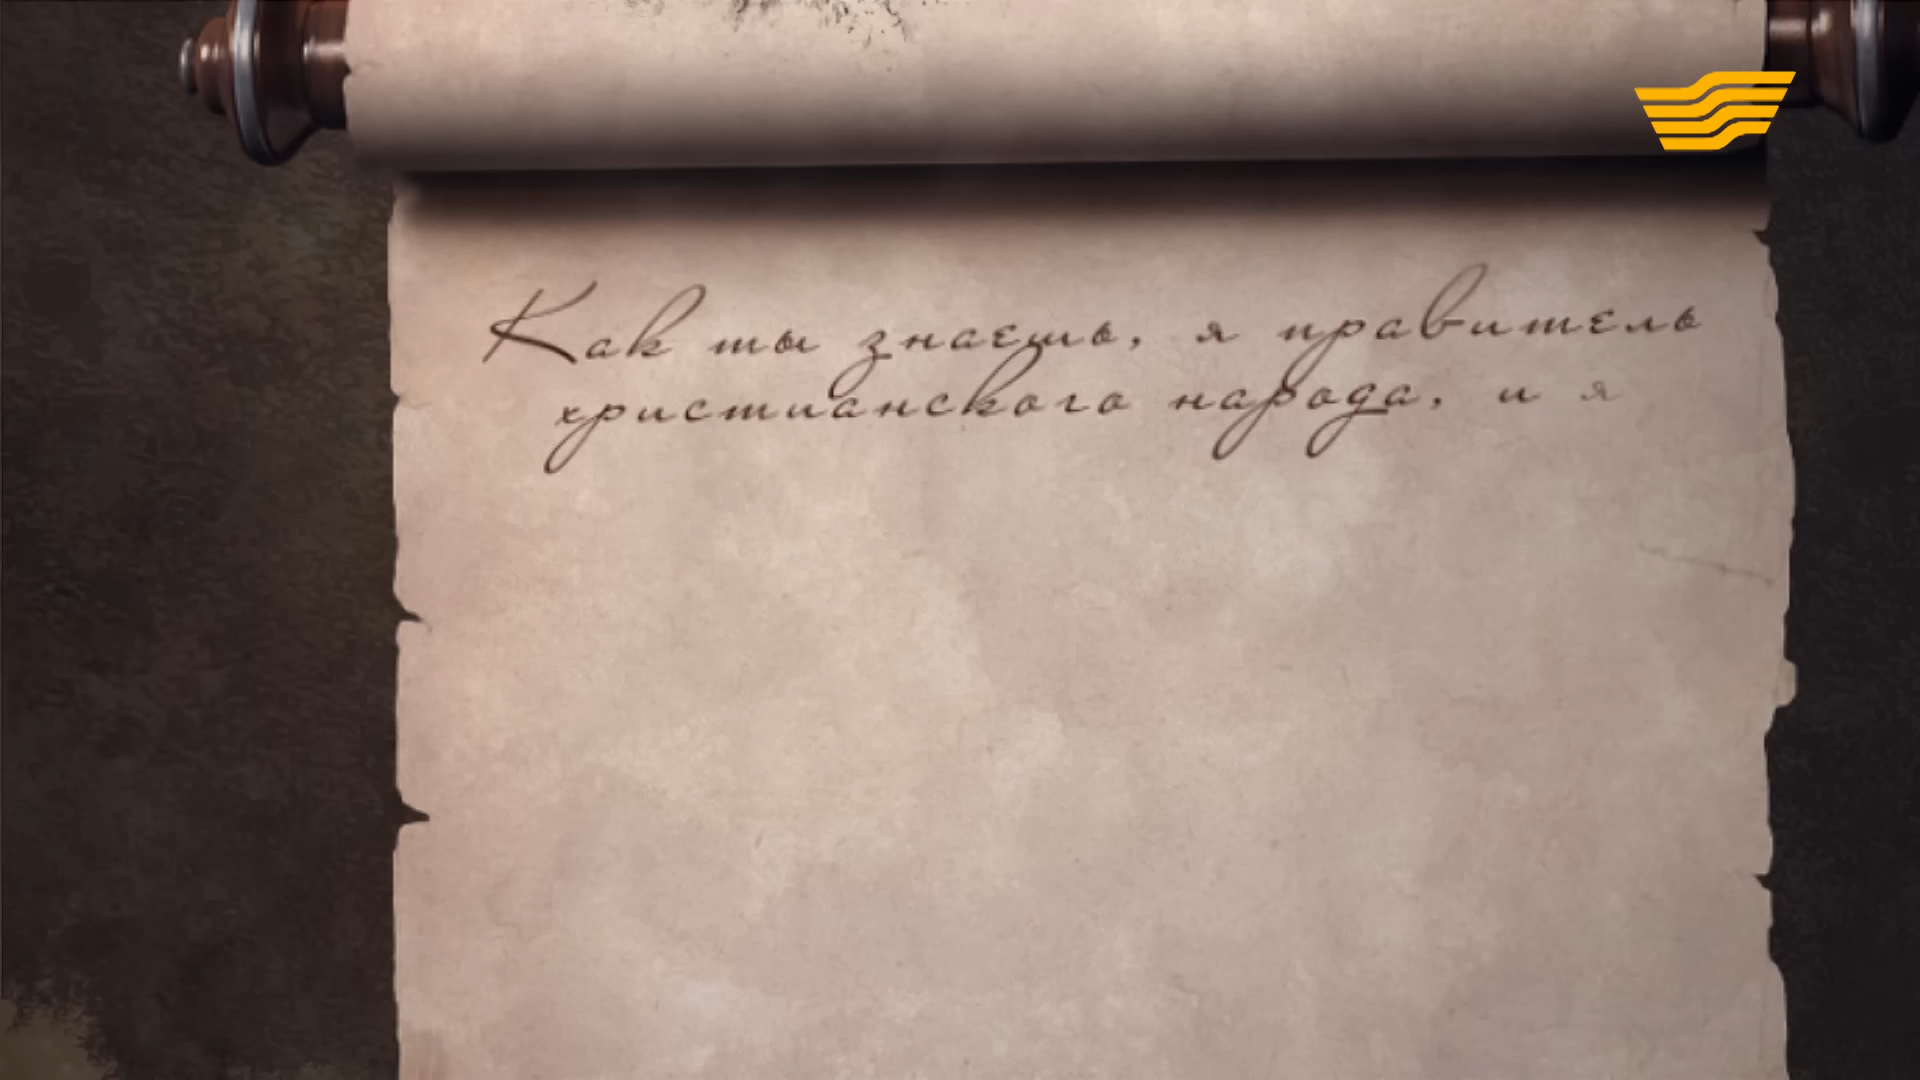 Как ты знаешь, я правитель
христианского народа, и я